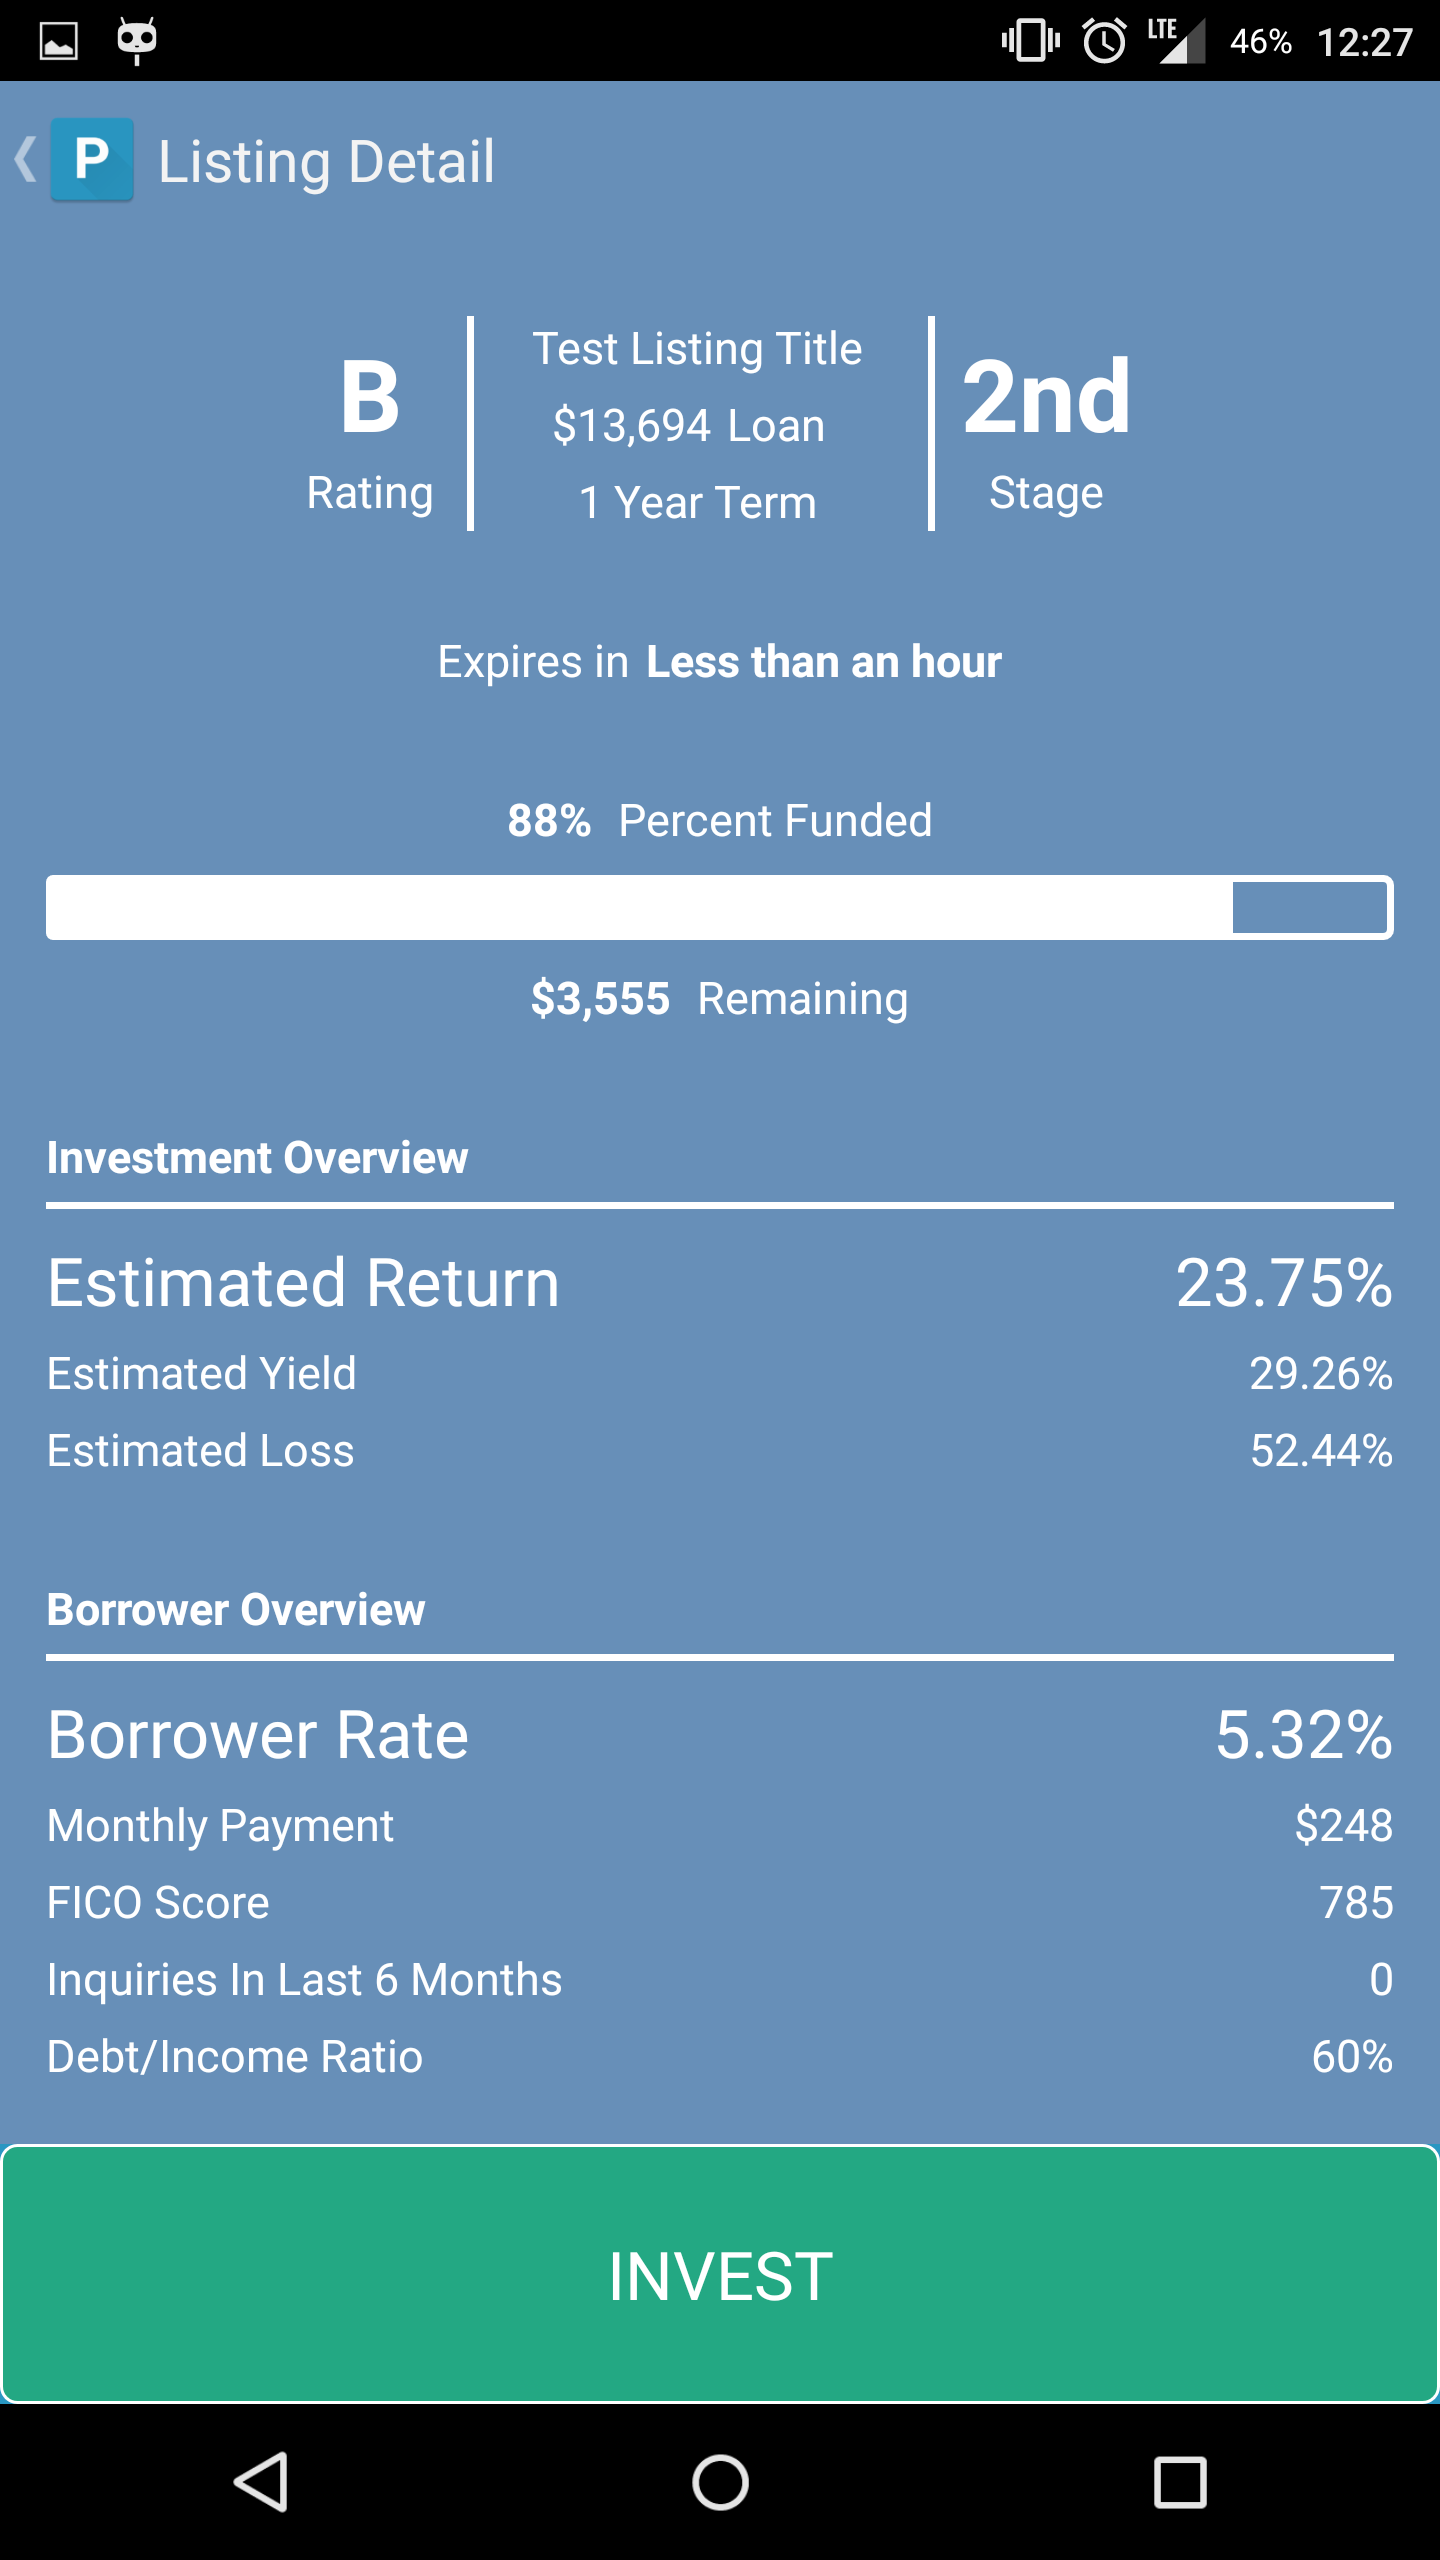 LTE 46% 12:27
P Listing Detail
B
Rating
Test Listing Title
$13,694 Loan
1 Year Term
2nd
Stage
Expires in Less than an hour
88% Percent Funded
$3,555 Remaining
Investment Overview
Estimated Return 23.75%
Estimated Yield 29.26%
Estimated Loss 52.44%
Borrower Overview
Borrower Rate 5.32%
Monthly Payment $248
FICO Score 785
Inquiries In Last 6 Months 0
Debt/Income Ratio 60%
INVEST